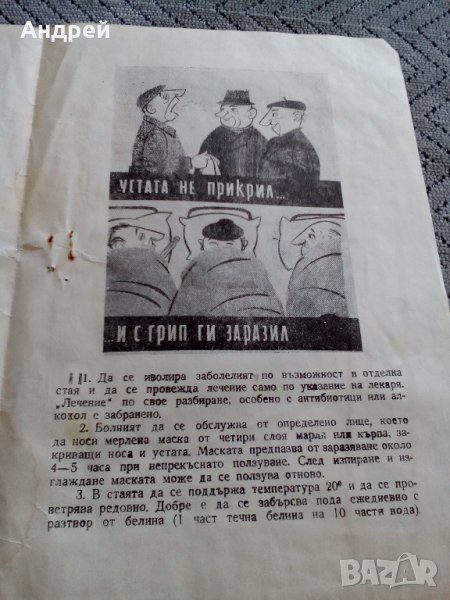 Андрей
УСТАТА НЕ ПРИКРИЛ...
И С ГРИП ГИ ЗАРАЗИЛ
1. Да се изолира заболелият по възможност в отделна
стая и да се провежда лечение само по указание на лекаря.
„Лечение" по свое разбиране, особено с антибиотици или ал-
кохол е забранено.
2. Болният да се обслужва от определено лице, което
да носи мерлена маска от четири слоя марля или кърпа, за-
криващи носа и устата. Маската предпазва от заразяване около
4—5 часа при непрекъснато ползуване. След изпиране и из-
глаждане маската може да се ползува отново.
3. В стаята да се поддържа температура 20° и да се про-
ветрява редовно. Добре е да се забърсва пода ежедневно с
разтвор от белина (1 част течна белина на 10 части вода).
BAZAR